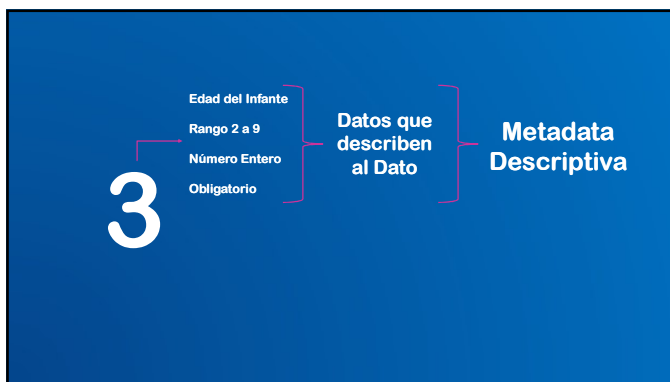 Edad del Infante
Rango 2 a 9
Número Entero
Obligatorio
3
Datos que
describen
al Dato
Metadata
Descriptiva